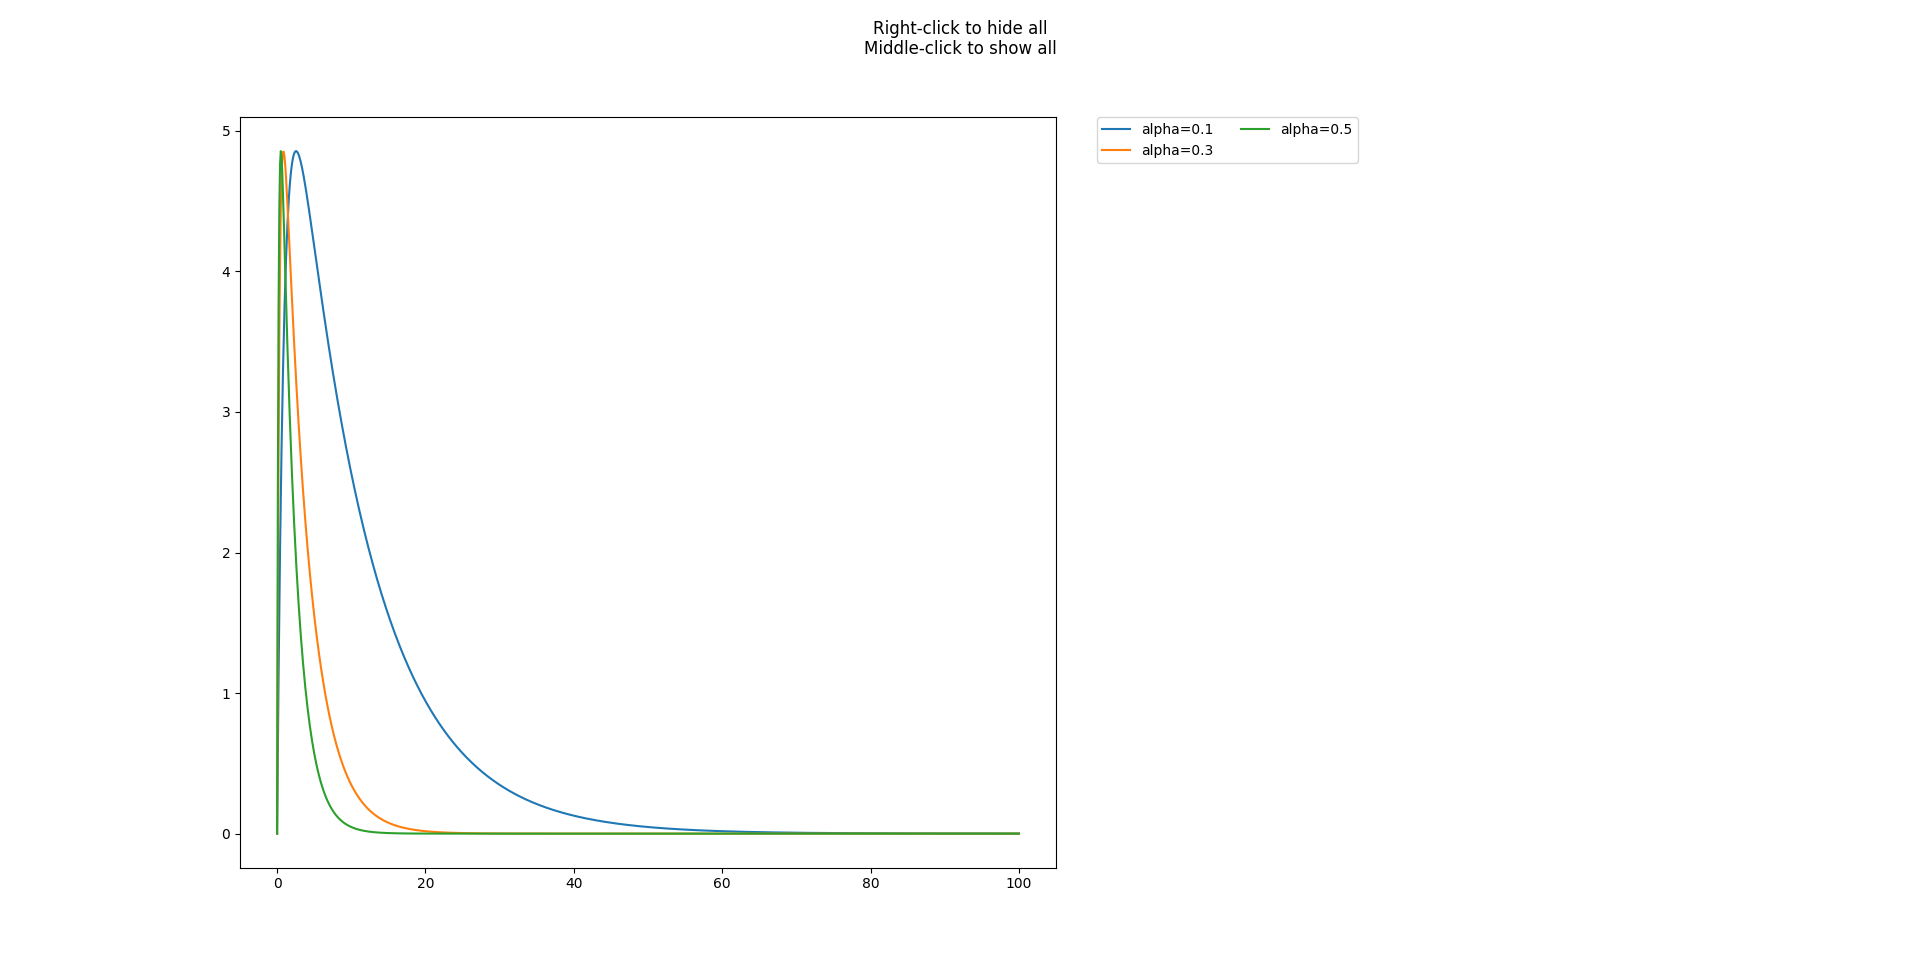 Right-click to hide all
Middle-click to show all
alpha=0.1
alpha=0.3
alpha=0.5
5
4
3
2
1
0
0 20 40 60 80 100